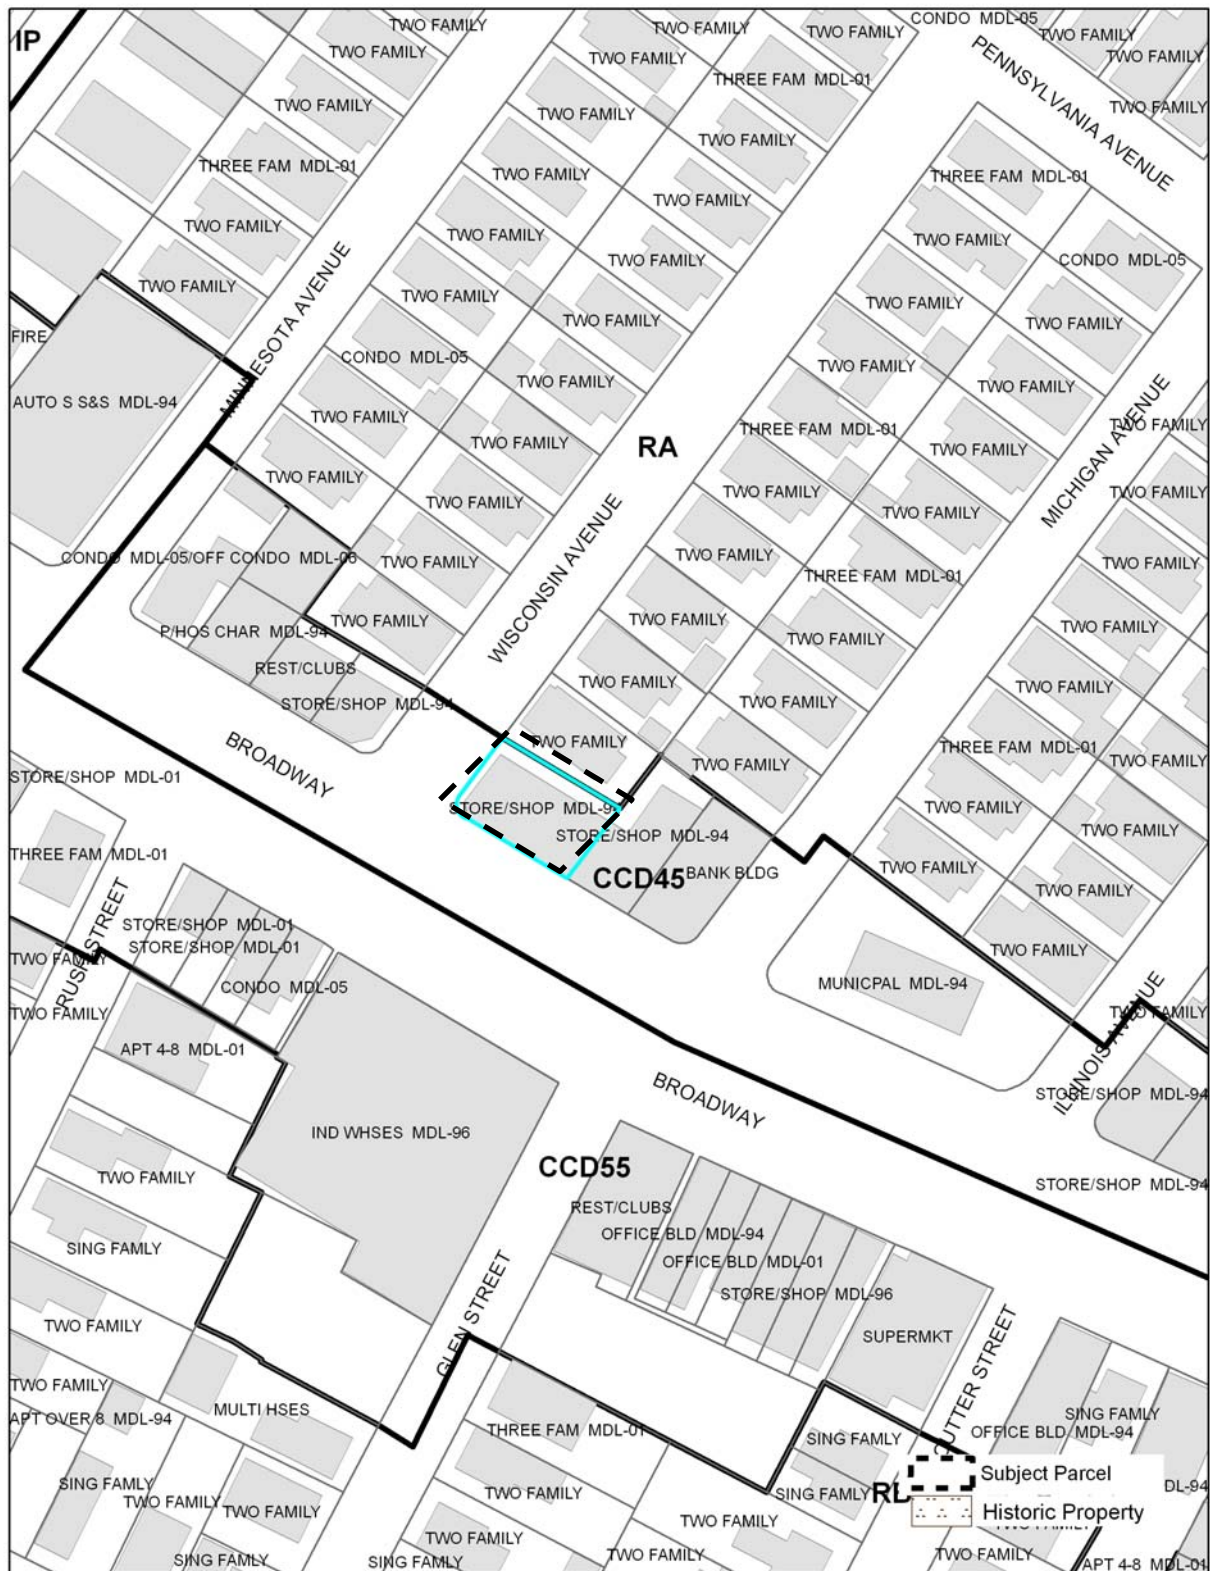 CONDO MDL-05
TWO FAMILY
TWO FAMILY
TWO FAMILY
IP
TWO FAMILY
TWO FAMILY
TWO FAMILY
PENNSYLVANIA AVENUE
THREE FAM MDL-01
TWO FAMILY
TWO FAMILY
TWO FAMILY
TWO FAMILY
THREE FAM MDL-01
TWO FAMILY
TWO FAMILY
THREE FAM MDL-01
TWO FAMILY
TWO FAMILY
TWO FAMILY
TWO FAMILY
TWO FAMILY
CONDO MDL-05
TWO FAMILY
TWO FAMILY
TWO FAMILY
MINNESOTA AVENUE
TWO FAMILY
TWO FAMILY
FIRE
CONDO MDL-05
TWO FAMILY
TWO FAMILY
TWO FAMILY
AUTO S S&S MDL-94
TWO FAMILY
THREE FAM MDL-01
TWO FAMILY
MICHIGAN AVENUE
TWO FAMILY
RA
TWO FAMILY
TWO FAMILY
TWO FAMILY
TWO FAMILY
TWO FAMILY
TWO FAMILY
WISCONSIN AVENUE
CONDO MDL-05/OFF CONDO MDL-06
TWO FAMILY
TWO FAMILY
TWO FAMILY
THREE FAM MDL-01
P/HOS CHAR MDL-94
TWO FAMILY
TWO FAMILY
TWO FAMILY
TWO FAMILY
REST/CLUBS
TWO FAMILY
TWO FAMILY
STORE/SHOP MDL-94
TWO FAMILY
TWO FAMILY
THREE FAM MDL-01
BROADWAY
TWO FAMILY
TWO FAMILY
STORE/SHOP MDL-01
STORE/SHOP MDL-94
STORE/SHOP MDL-94
TWO FAMILY
TWO FAMILY
THREE FAM MDL-01
CCD45
BANK BLDG
TWO FAMILY
TWO FAMILY
RUSH STREET
STORE/SHOP MDL-01
STORE/SHOP MDL-01
TWO FAMILY
TWO FAMILY
CONDO MDL-05
MUNICPAL MDL-94
TWO FAMILY
TWO FAMILY
ILLINOIS AVENUE
APT 4-8 MDL-01
BROADWAY
STORE/SHOP MDL-94
IND WHSES MDL-96
CCD55
TWO FAMILY
STORE/SHOP MDL-94
REST/CLUBS
OFFICE BLD MDL-94
SING FAMLY
OFFICE BLD MDL-01
STORE/SHOP MDL-96
GLEN STREET
TWO FAMILY
SUPERMKT
CUTTER STREET
TWO FAMILY
MULTI HSES
APT OVER 8 MDL-94
THREE FAM MDL-01
SING FAMLY
SING FAMLY
OFFICE BLD MDL-94
Subject Parcel
SING FAMLY
TWO FAMILY
TWO FAMILY
TWO FAMILY
SING FAMLY
DL-94
Historic Property
TWO FAMILY
TWO FAMILY
TWO FAMILY
SING FAMLY
SING FAMLY
TWO FAMILY
TWO FAMILY
APT 4-8 MDL-01